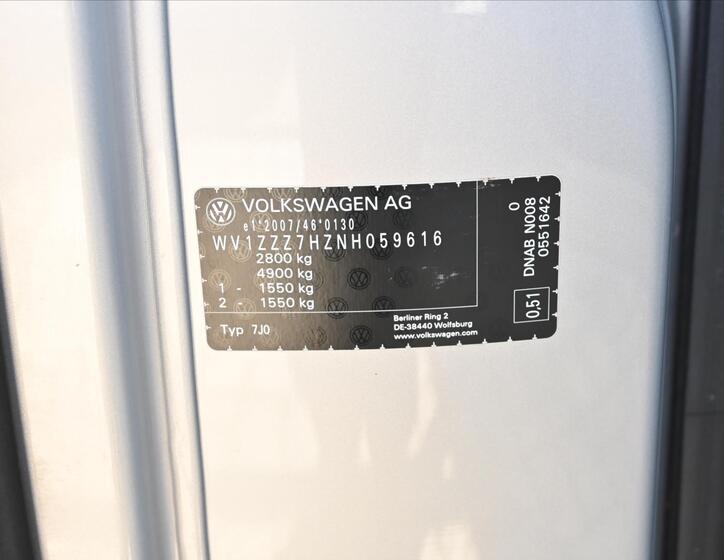 VOLKSWAGEN AG
e1*2007/46*0130
WV1ZZZ7HZNH059616
2800 kg
4900 kg
1 - 1550 kg
2 - 1550 kg
Typ 7J0
Berliner Ring 2
DE-38440 Wolfsburg
www.volkswagen.com
0,51
DNAB N008 0
0551642